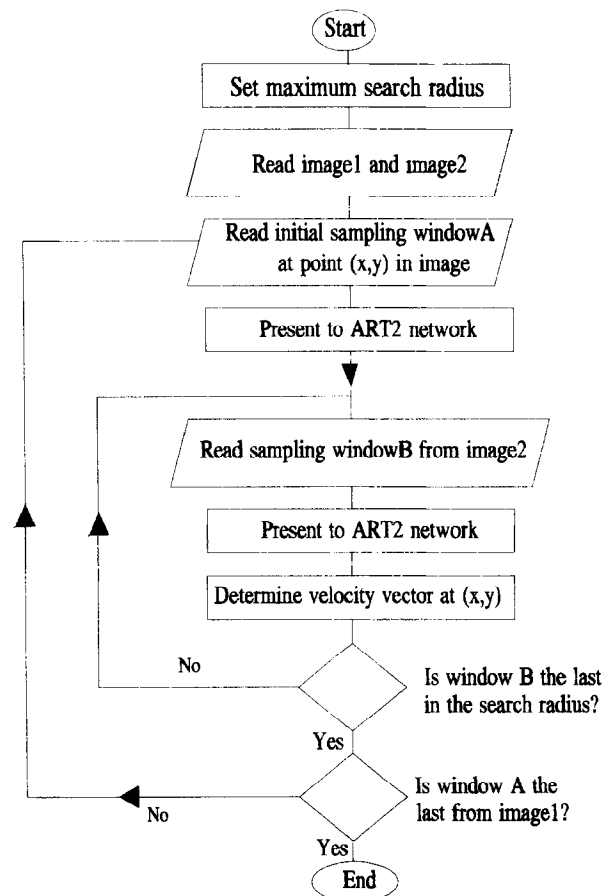 Start
Set maximum search radius
Read image1 and image2
Read initial sampling windowA
at point (x,y) in image
Present to ART2 network
Read sampling windowB from image2
Present to ART2 network
Determine velocity vector at (x,y)
No
Is window B the last
in the search radius?
Yes
Is window A the
last from image1?
No
Yes
End